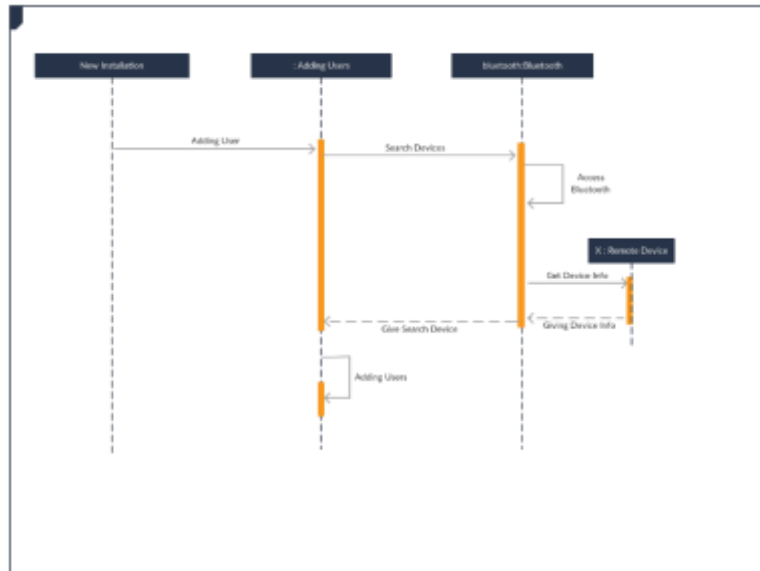 New Installation
: Adding Users
bluetooth:Bluetooth
Adding User
Search Devices
Access
Bluetooth
X : Remote Device
Get Device Info
Giving Device Info
Give Search Device
Adding Users